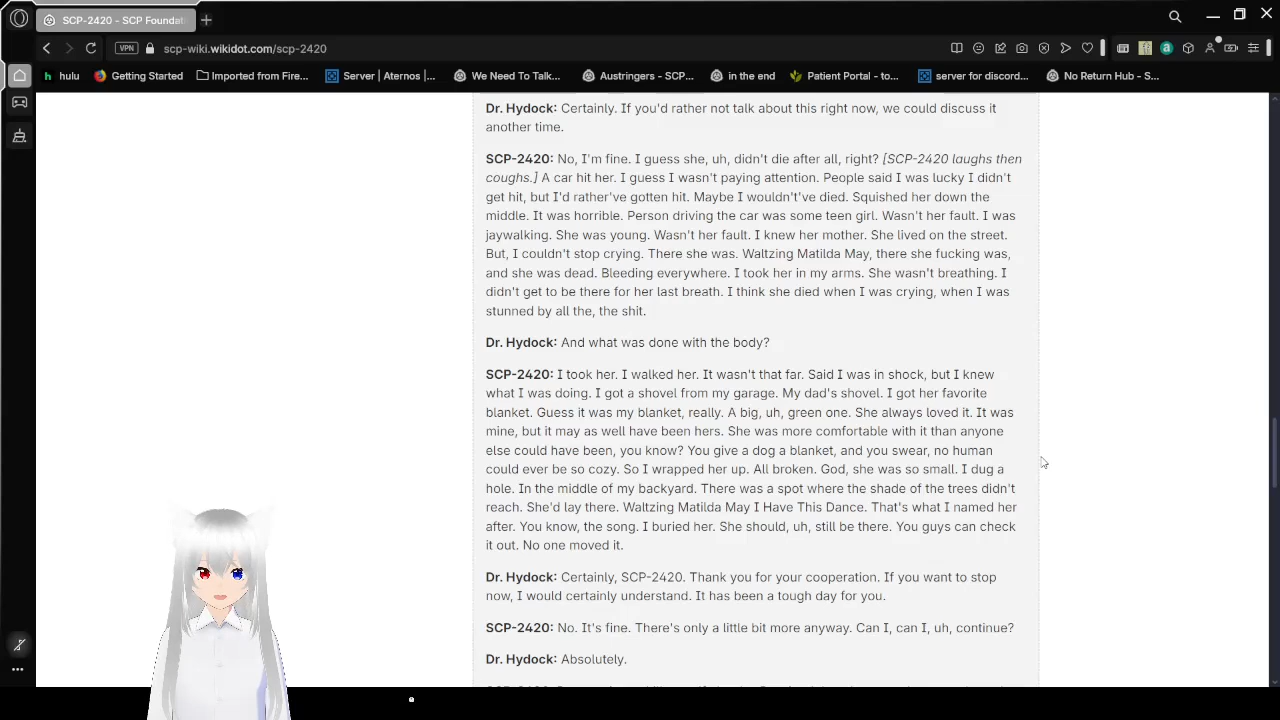 SCP-2420 - SCP Foundat
scp-wiki.wikidot.com/scp-2420
VPN
hulu
Getting Started
Imported from Fire...
Server | Aternos |...
We Need To Talk...
Austringers - SCP...
in the end
Patient Portal - to...
server for discord...
No Return Hub - S...
Dr. Hydock: Certainly. If you'd rather not talk about this right now, we could discuss it
another time.
SCP-2420: No, I'm fine. I guess she, uh, didn't die after all, right? [SCP-2420 laughs then
coughs.] A car hit her. I guess I wasn't paying attention. People said I was lucky I didn't
get hit, but I'd rather've gotten hit. Maybe I wouldn't've died. Squished her down the
middle. It was horrible. Person driving the car was some teen girl. Wasn't her fault. I was
jaywalking. She was young. Wasn't her fault. I knew her mother. She lived on the street.
But, I couldn't stop crying. There she was. Waltzing Matilda May, there she fucking was,
and she was dead. Bleeding everywhere. I took her in my arms. She wasn't breathing. I
didn't get to be there for her last breath. I think she died when I was crying, when I was
stunned by all the, the shit.
Dr. Hydock: And what was done with the body?
SCP-2420: I took her. I walked her. It wasn't that far. Said I was in shock, but I knew
what I was doing. I got a shovel from my garage. My dad's shovel. I got her favorite
blanket. Guess it was my blanket, really. A big, uh, green one. She always loved it. It was
mine, but it may as well have been hers. She was more comfortable with it than anyone
else could have been, you know? You give a dog a blanket, and you swear, no human
could ever be so cozy. So I wrapped her up. All broken. God, she was so small. I dug a
hole. In the middle of my backyard. There was a spot where the shade of the trees didn't
reach. She'd lay there. Waltzing Matilda May I Have This Dance. That's what I named her
after. You know, the song. I buried her. She should, uh, still be there. You guys can check
it out. No one moved it.
Dr. Hydock: Certainly, SCP-2420. Thank you for your cooperation. If you want to stop
now, I would certainly understand. It has been a tough day for you.
SCP-2420: No. It's fine. There's only a little bit more anyway. Can I, can I, uh, continue?
Dr. Hydock: Absolutely.